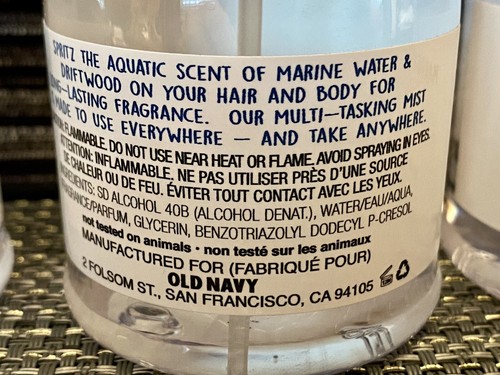 SPRITZ THE AQUATIC SCENT OF MARINE WATER &
DRIFTWOOD ON YOUR HAIR AND BODY FOR
-LASTING FRAGRANCE. OUR MULTI-TASKING MIST
MADE TO USE EVERYWHERE — AND TAKE ANYWHERE.
FLAMMABLE. DO NOT USE NEAR HEAT OR FLAME. AVOID SPRAYING IN EYES.
ATTENTION: INFLAMMABLE. NE PAS UTILISER PRÈS D'UNE SOURCE
DE CHALEUR OU DE FEU. ÉVITER TOUT CONTACT AVEC LES YEUX.
INGREDIENTS: SD ALCOHOL 40B (ALCOHOL DENAT.), WATER/EAU/AQUA,
FRAGRANCE/PARFUM, GLYCERIN, BENZOTRIAZOLYL DODECYL P-CRESOL
not tested on animals • non testé sur les animaux
MANUFACTURED FOR (FABRIQUÉ POUR)
OLD NAVY
2 FOLSOM ST., SAN FRANCISCO, CA 94105